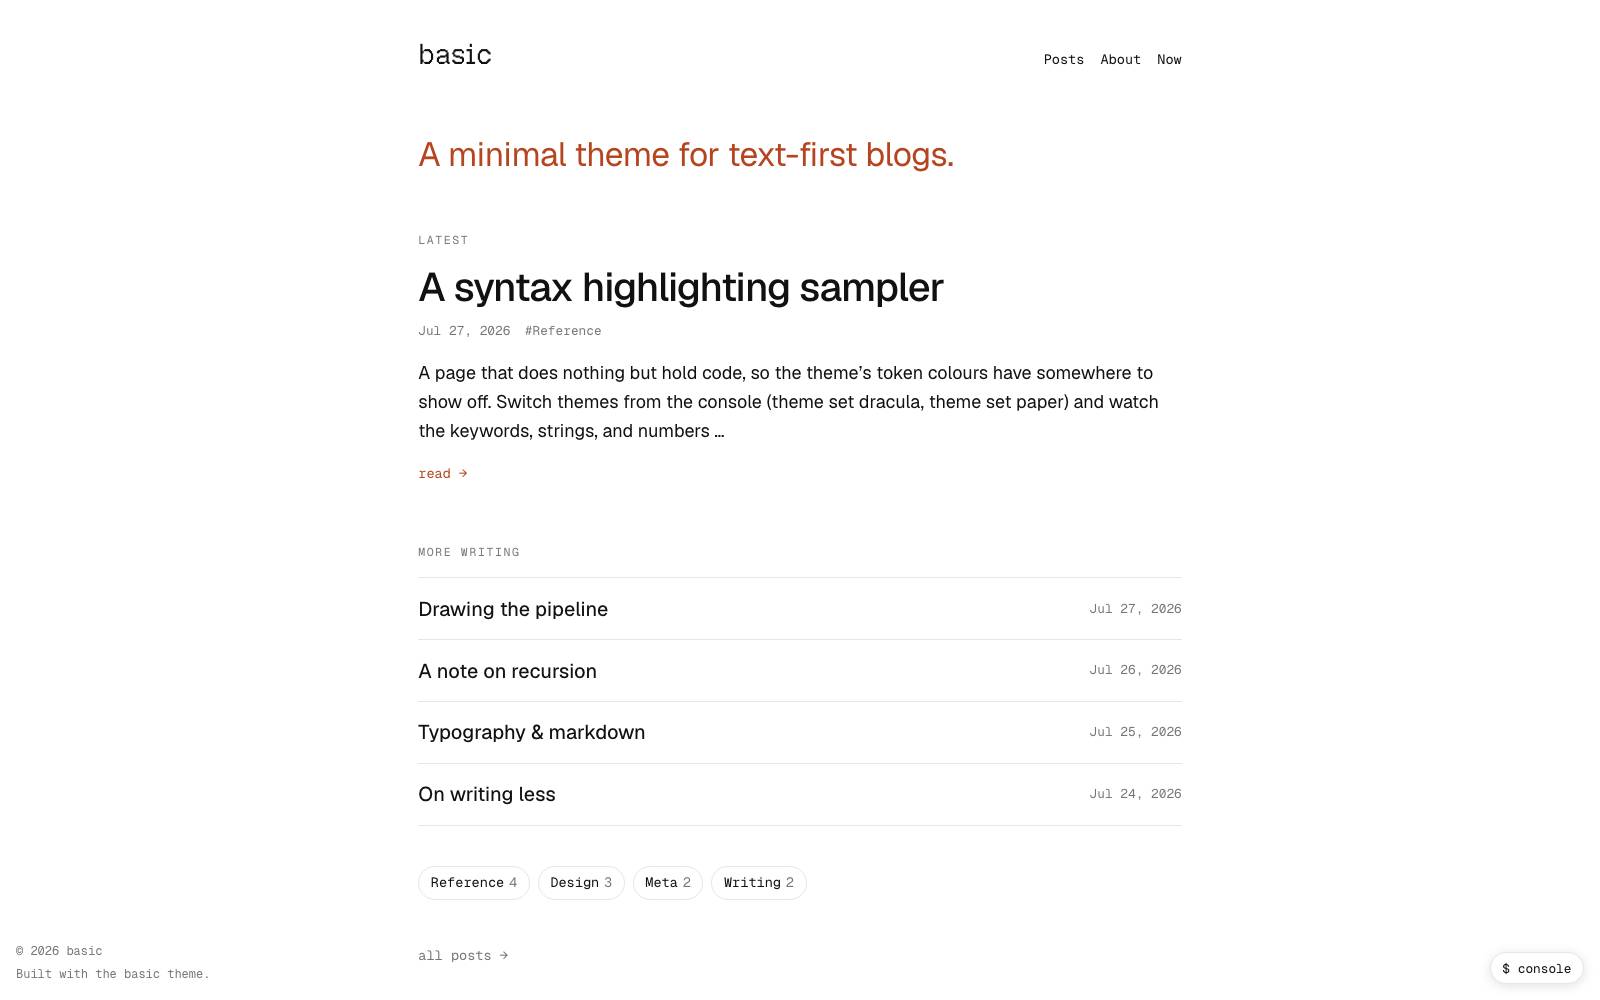 basic
Posts About Now
A minimal theme for text-first blogs.
LATEST
A syntax highlighting sampler
Jul 27, 2026 #Reference
A page that does nothing but hold code, so the theme’s token colours have somewhere to
show off. Switch themes from the console (theme set dracula, theme set paper) and watch
the keywords, strings, and numbers …
read →
MORE WRITING
Drawing the pipeline Jul 27, 2026
A note on recursion Jul 26, 2026
Typography & markdown Jul 25, 2026
On writing less Jul 24, 2026
Reference 4 Design 3 Meta 2 Writing 2
all posts →
© 2026 basic
Built with the basic theme.
$ console